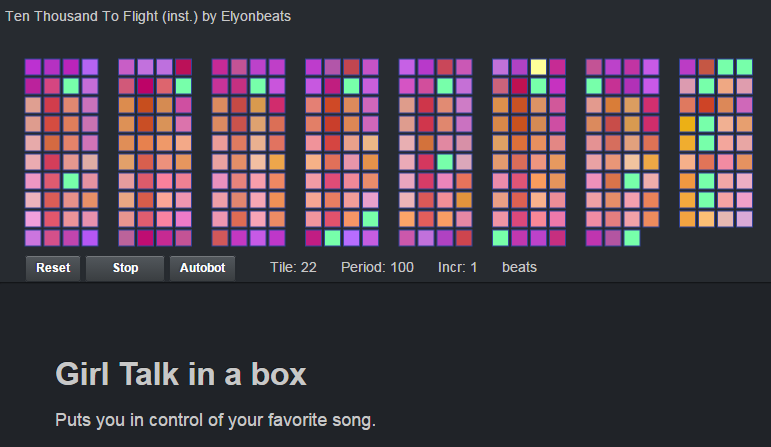 Ten Thousand To Flight (inst.) by Elyonbeats
Reset Stop Autobot Tile: 22 Period: 100 Incr: 1 beats
Girl Talk in a box
Puts you in control of your favorite song.